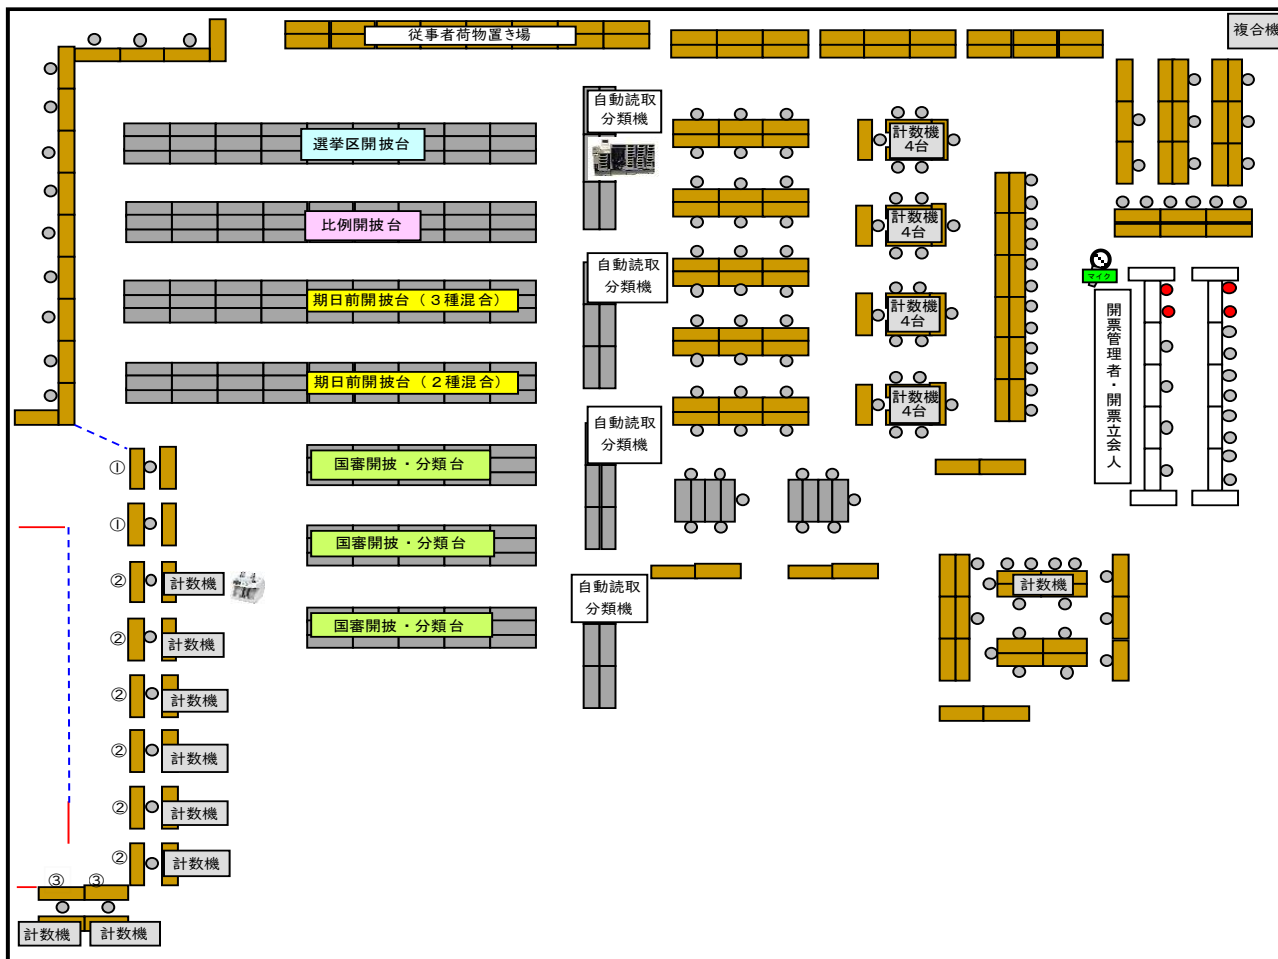 従事者荷物置き場
複合機
自動読取
分類機
選挙区開披台
計数機
4台
比例開披台
計数機
4台
自動読取
分類機
マイク
期日前開披台（３種混合）
計数機
4台
開票管理者・開票立会人
期日前開披台（２種混合）
計数機
4台
自動読取
分類機
①
国審開披・分類台
①
国審開披・分類台
②
計数機
自動読取
分類機
計数機
②
計数機
国審開披・分類台
②
計数機
②
計数機
②
計数機
②
計数機
③
③
計数機
計数機